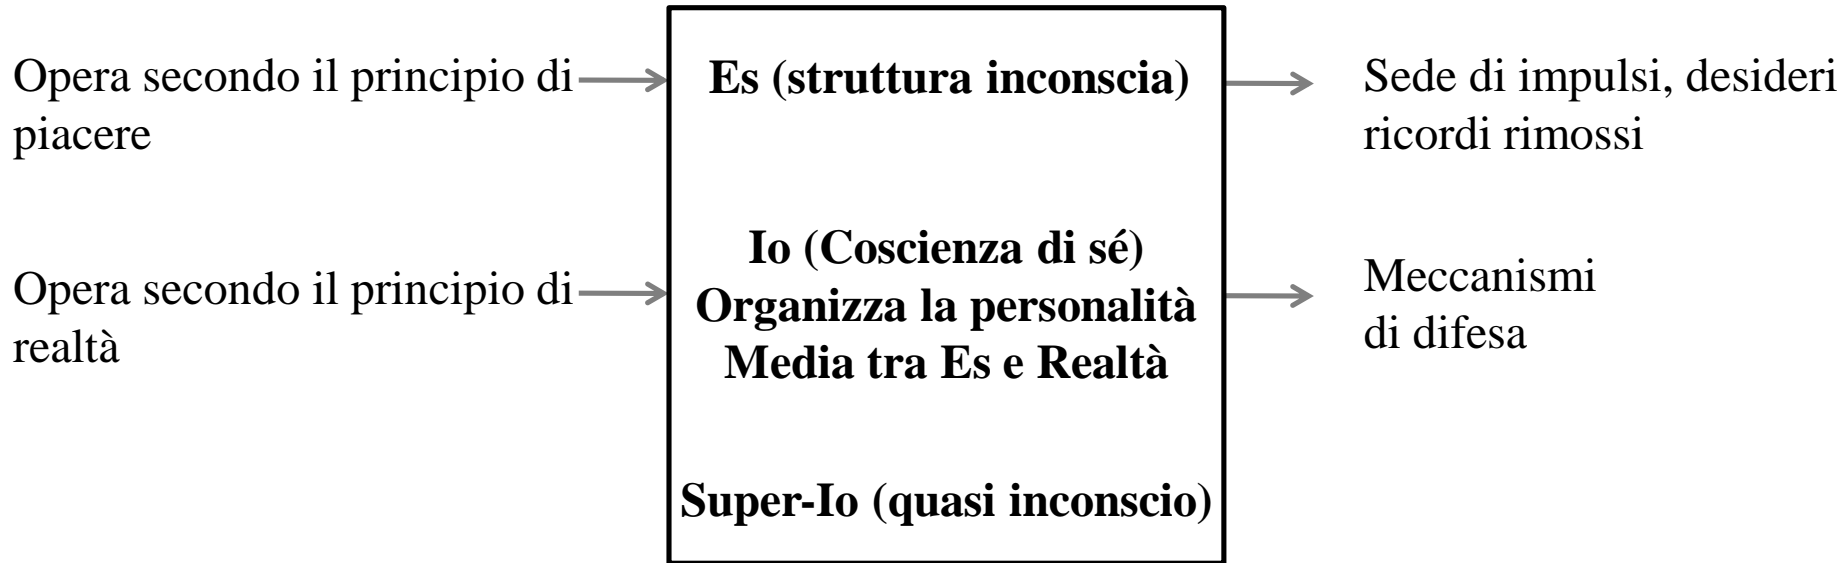 Opera secondo il principio di
piacere
Es (struttura inconscia)
Sede di impulsi, desideri
ricordi rimossi
Opera secondo il principio di
realtà
Io (Coscienza di sé)
Organizza la personalità
Media tra Es e Realtà
Meccanismi
di difesa
Super-Io (quasi inconscio)